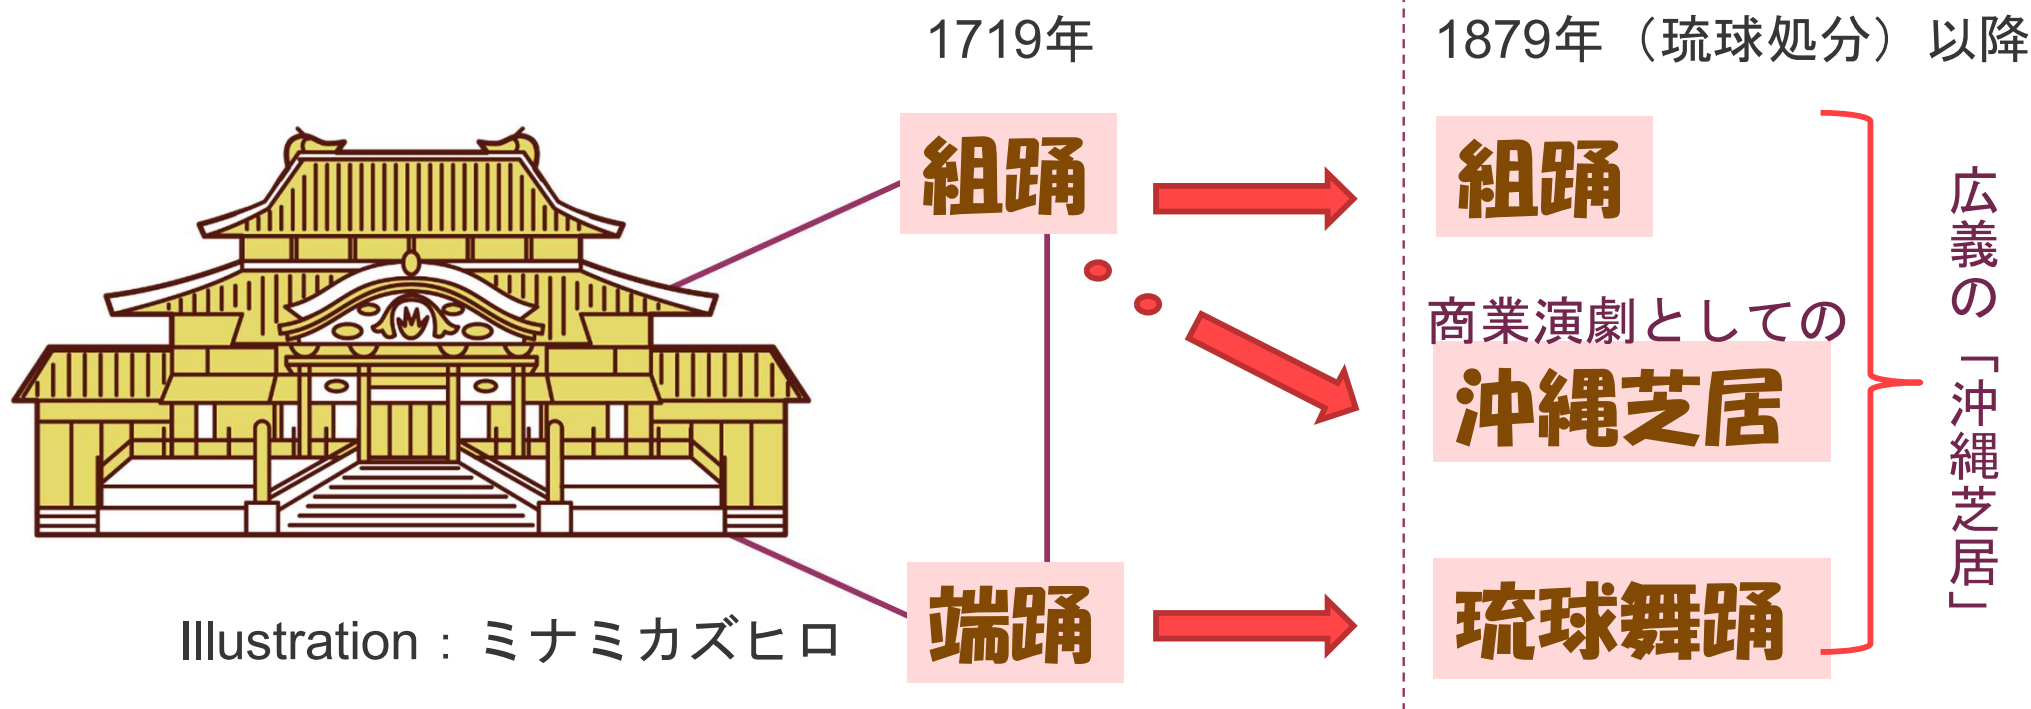 1719年
1879年（琉球処分）以降
組踊
組踊
商業演劇としての
沖縄芝居
端踊
琉球舞踊
広義の「沖縄芝居」
Illustration：ミナミカズヒロ